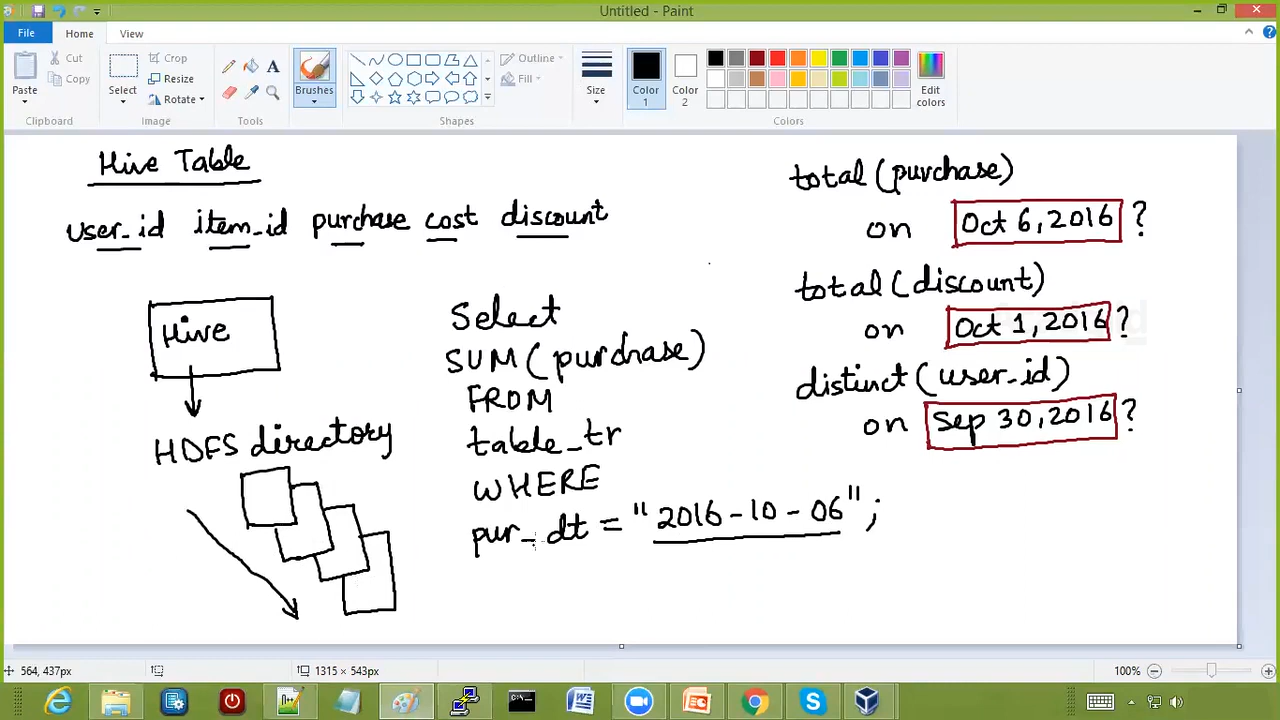 Untitled - Paint
File
Home
View
Paste
Cut
Copy
Clipboard
Select
Crop
Resize
Rotate
Image
A
Tools
Brushes
Outline
Fill
Shapes
Size
Color 1
Color 2
Edit colors
Colors
Hive Table
user_id item_id purchase cost discount
Hive
HDFS directory
Select
SUM(purchase)
FROM
table_tr
WHERE
pur_dt = "2016-10-06";
total(purchase)
on Oct 6,2016?
total(discount)
on Oct 1,2016?
distinct(user_id)
on Sep 30,2016?
564, 437px
1315 × 543px
100%